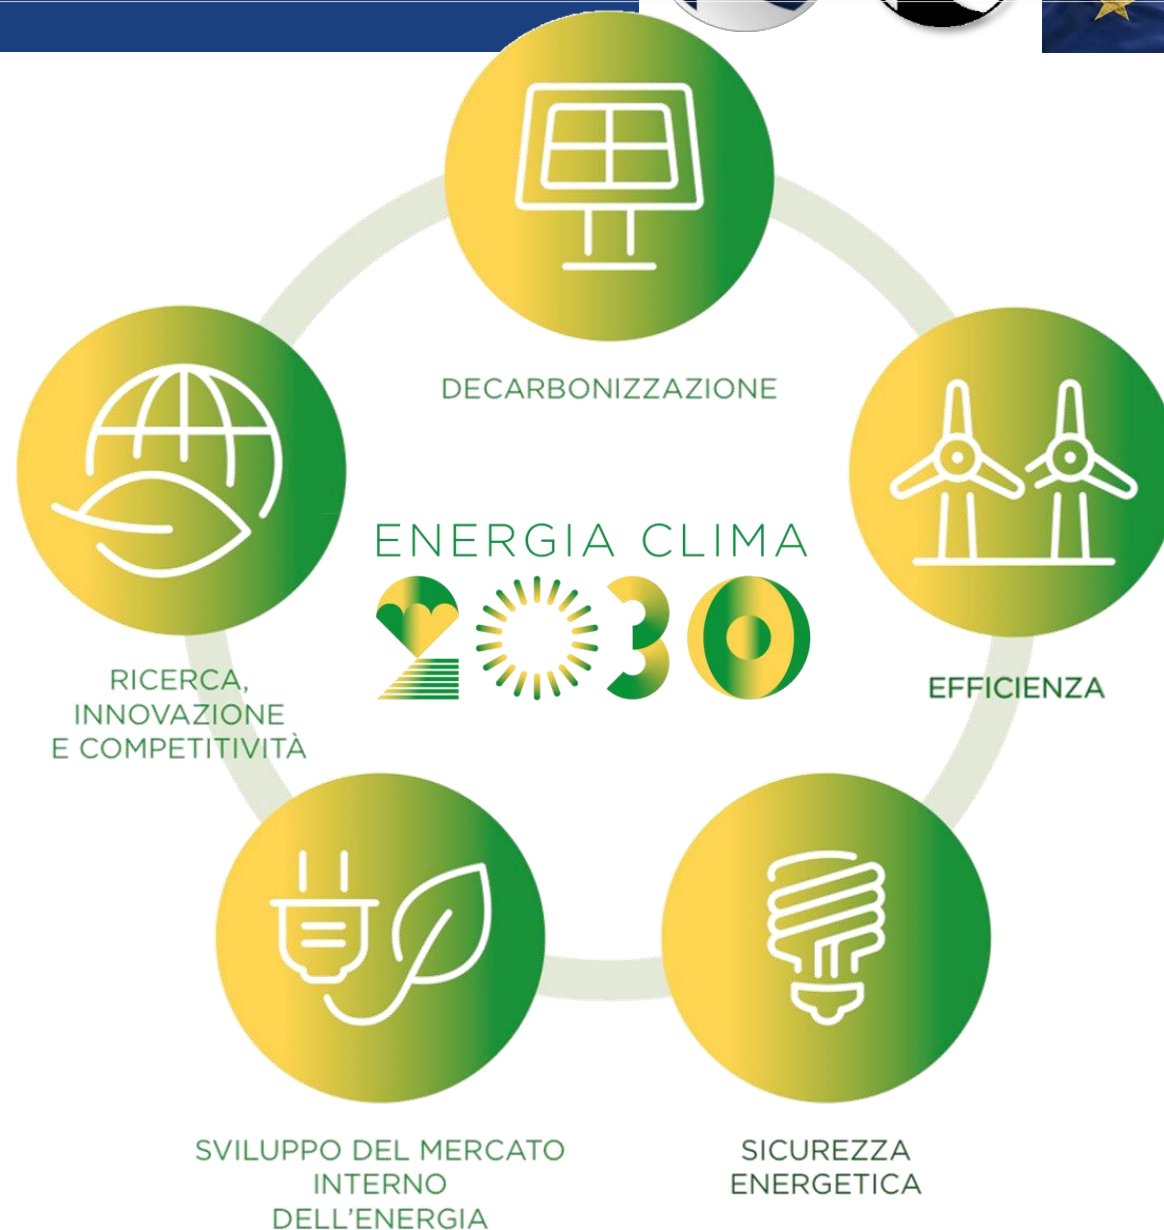 DECARBONIZZAZIONE
ENERGIA CLIMA
2030
EFFICIENZA
RICERCA,
INNOVAZIONE
E COMPETITIVITÀ
SVILUPPO DEL MERCATO
INTERNO
DELL'ENERGIA
SICUREZZA
ENERGETICA